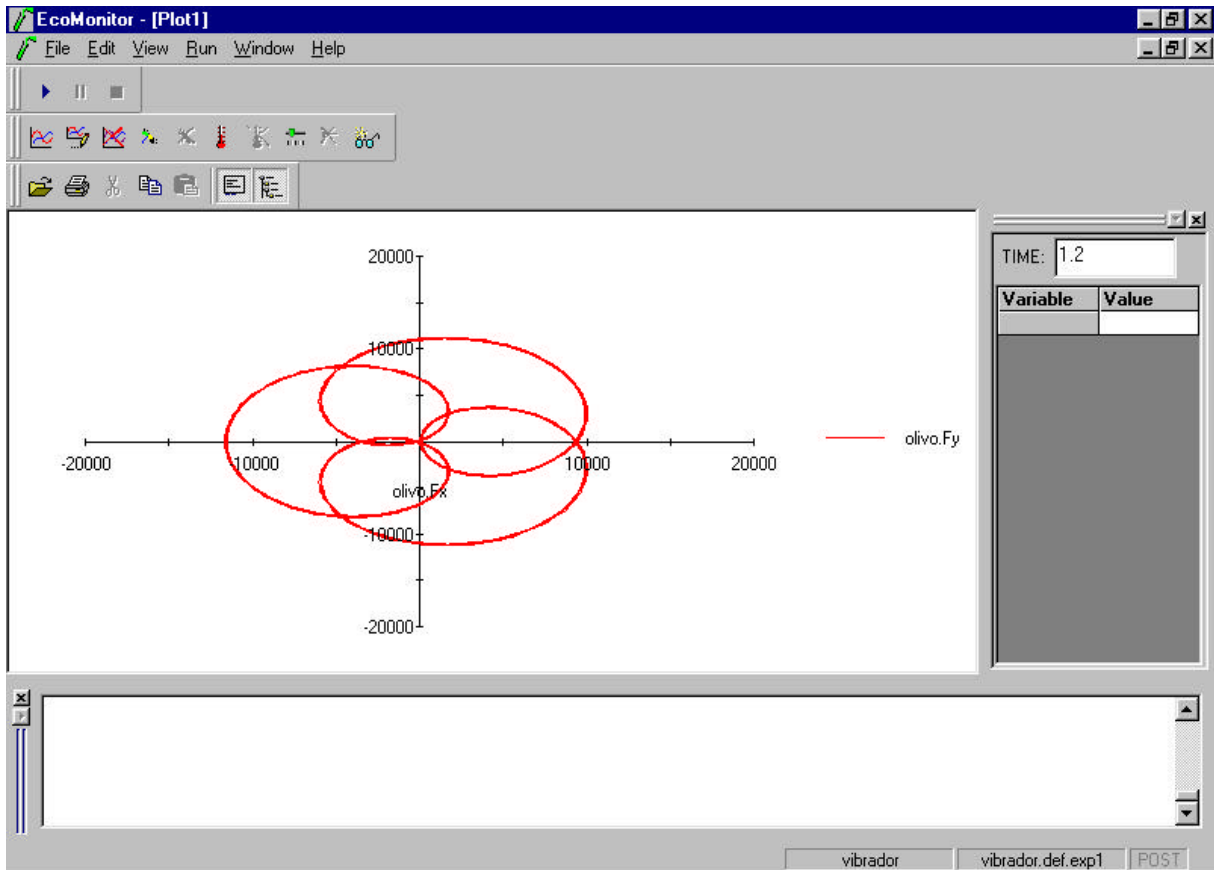 EcoMonitor - [Plot1]
File Edit View Run Window Help
TIME: 1.2
Variable Value
20000
10000
-20000 -10000 10000 20000
olivo.Fy
olivo.Fx
-10000
-20000
vibrador vibrador.def.exp1 POST